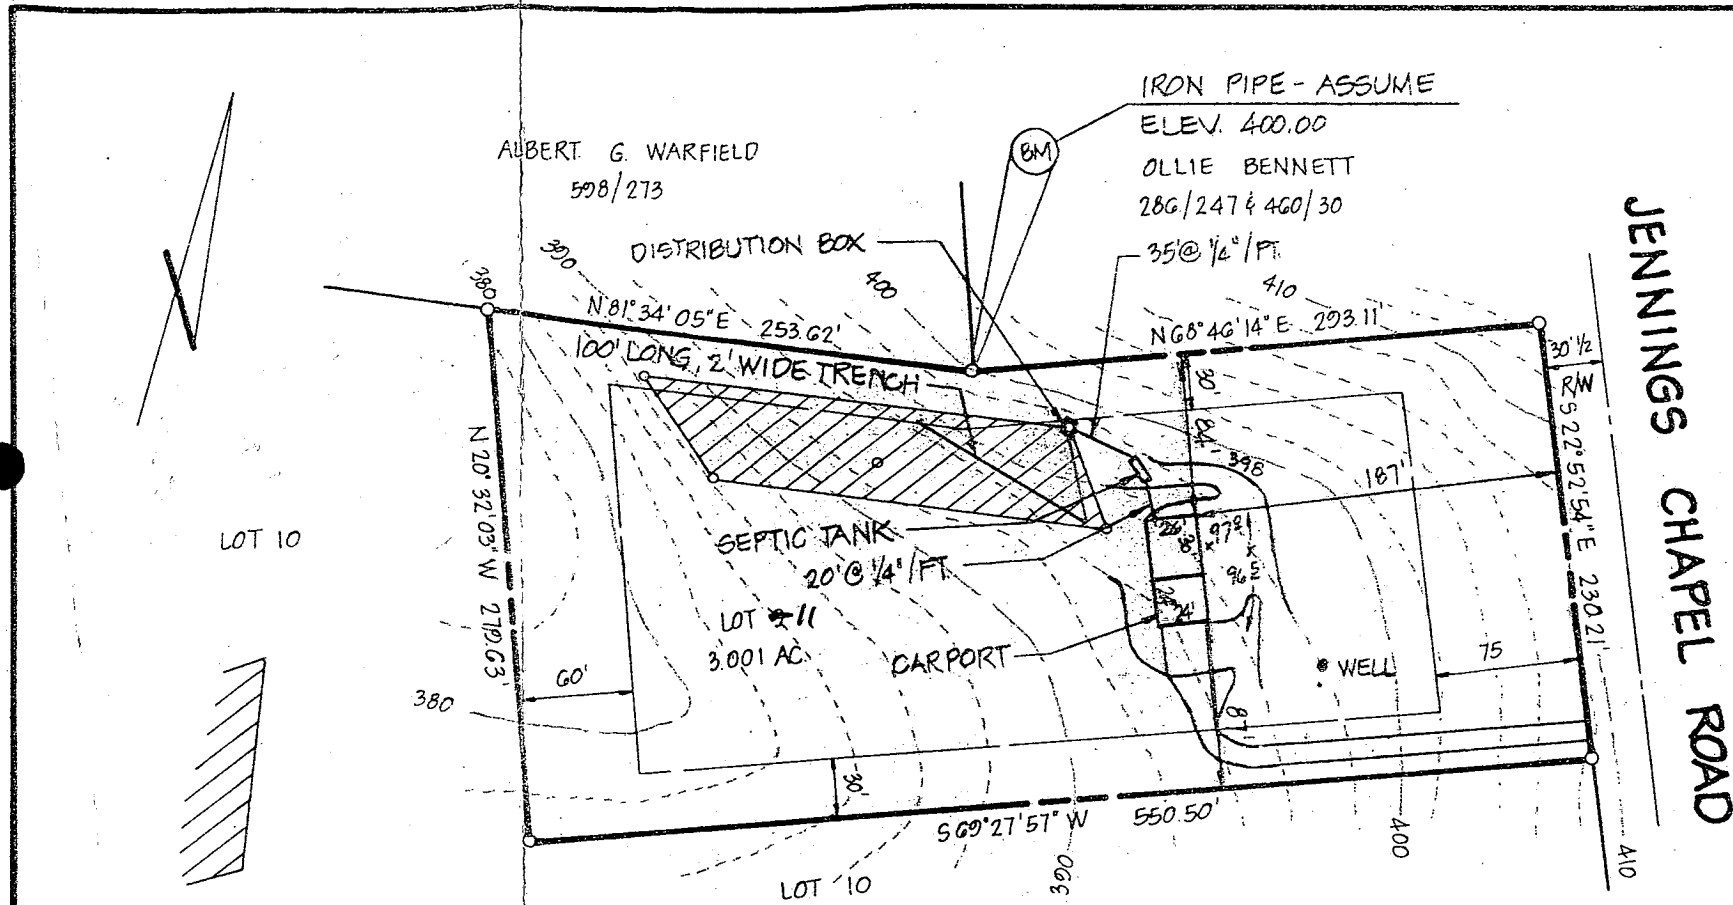 IRON PIPE - ASSUME
ELEV. 400.00
BM
ALBERT G. WARFIELD
598/273
OLLIE BENNETT
286/247 & 460/30
DISTRIBUTION BOX
35'@ 1/4"/FT.
390
400
410
380
N 81° 34' 05" E 253.62'
N 68° 46' 14" E 293.11'
30' 1/2
R/W
100' LONG, 2' WIDE TRENCH
30'
84'
398
187'
JENNINGS CHAPEL ROAD
S 22° 52' 54" E 230.21'
N 20° 32' 03" W 279.63'
LOT 10
SEPTIC TANK
20'@ 1/4"/FT.
26'
24'
LOT 2 11
3.001 AC.
CARPORT
WELL
75
60'
380
87'
30'
S 69° 27' 57" W 550.50'
LOT 10
390
400
410